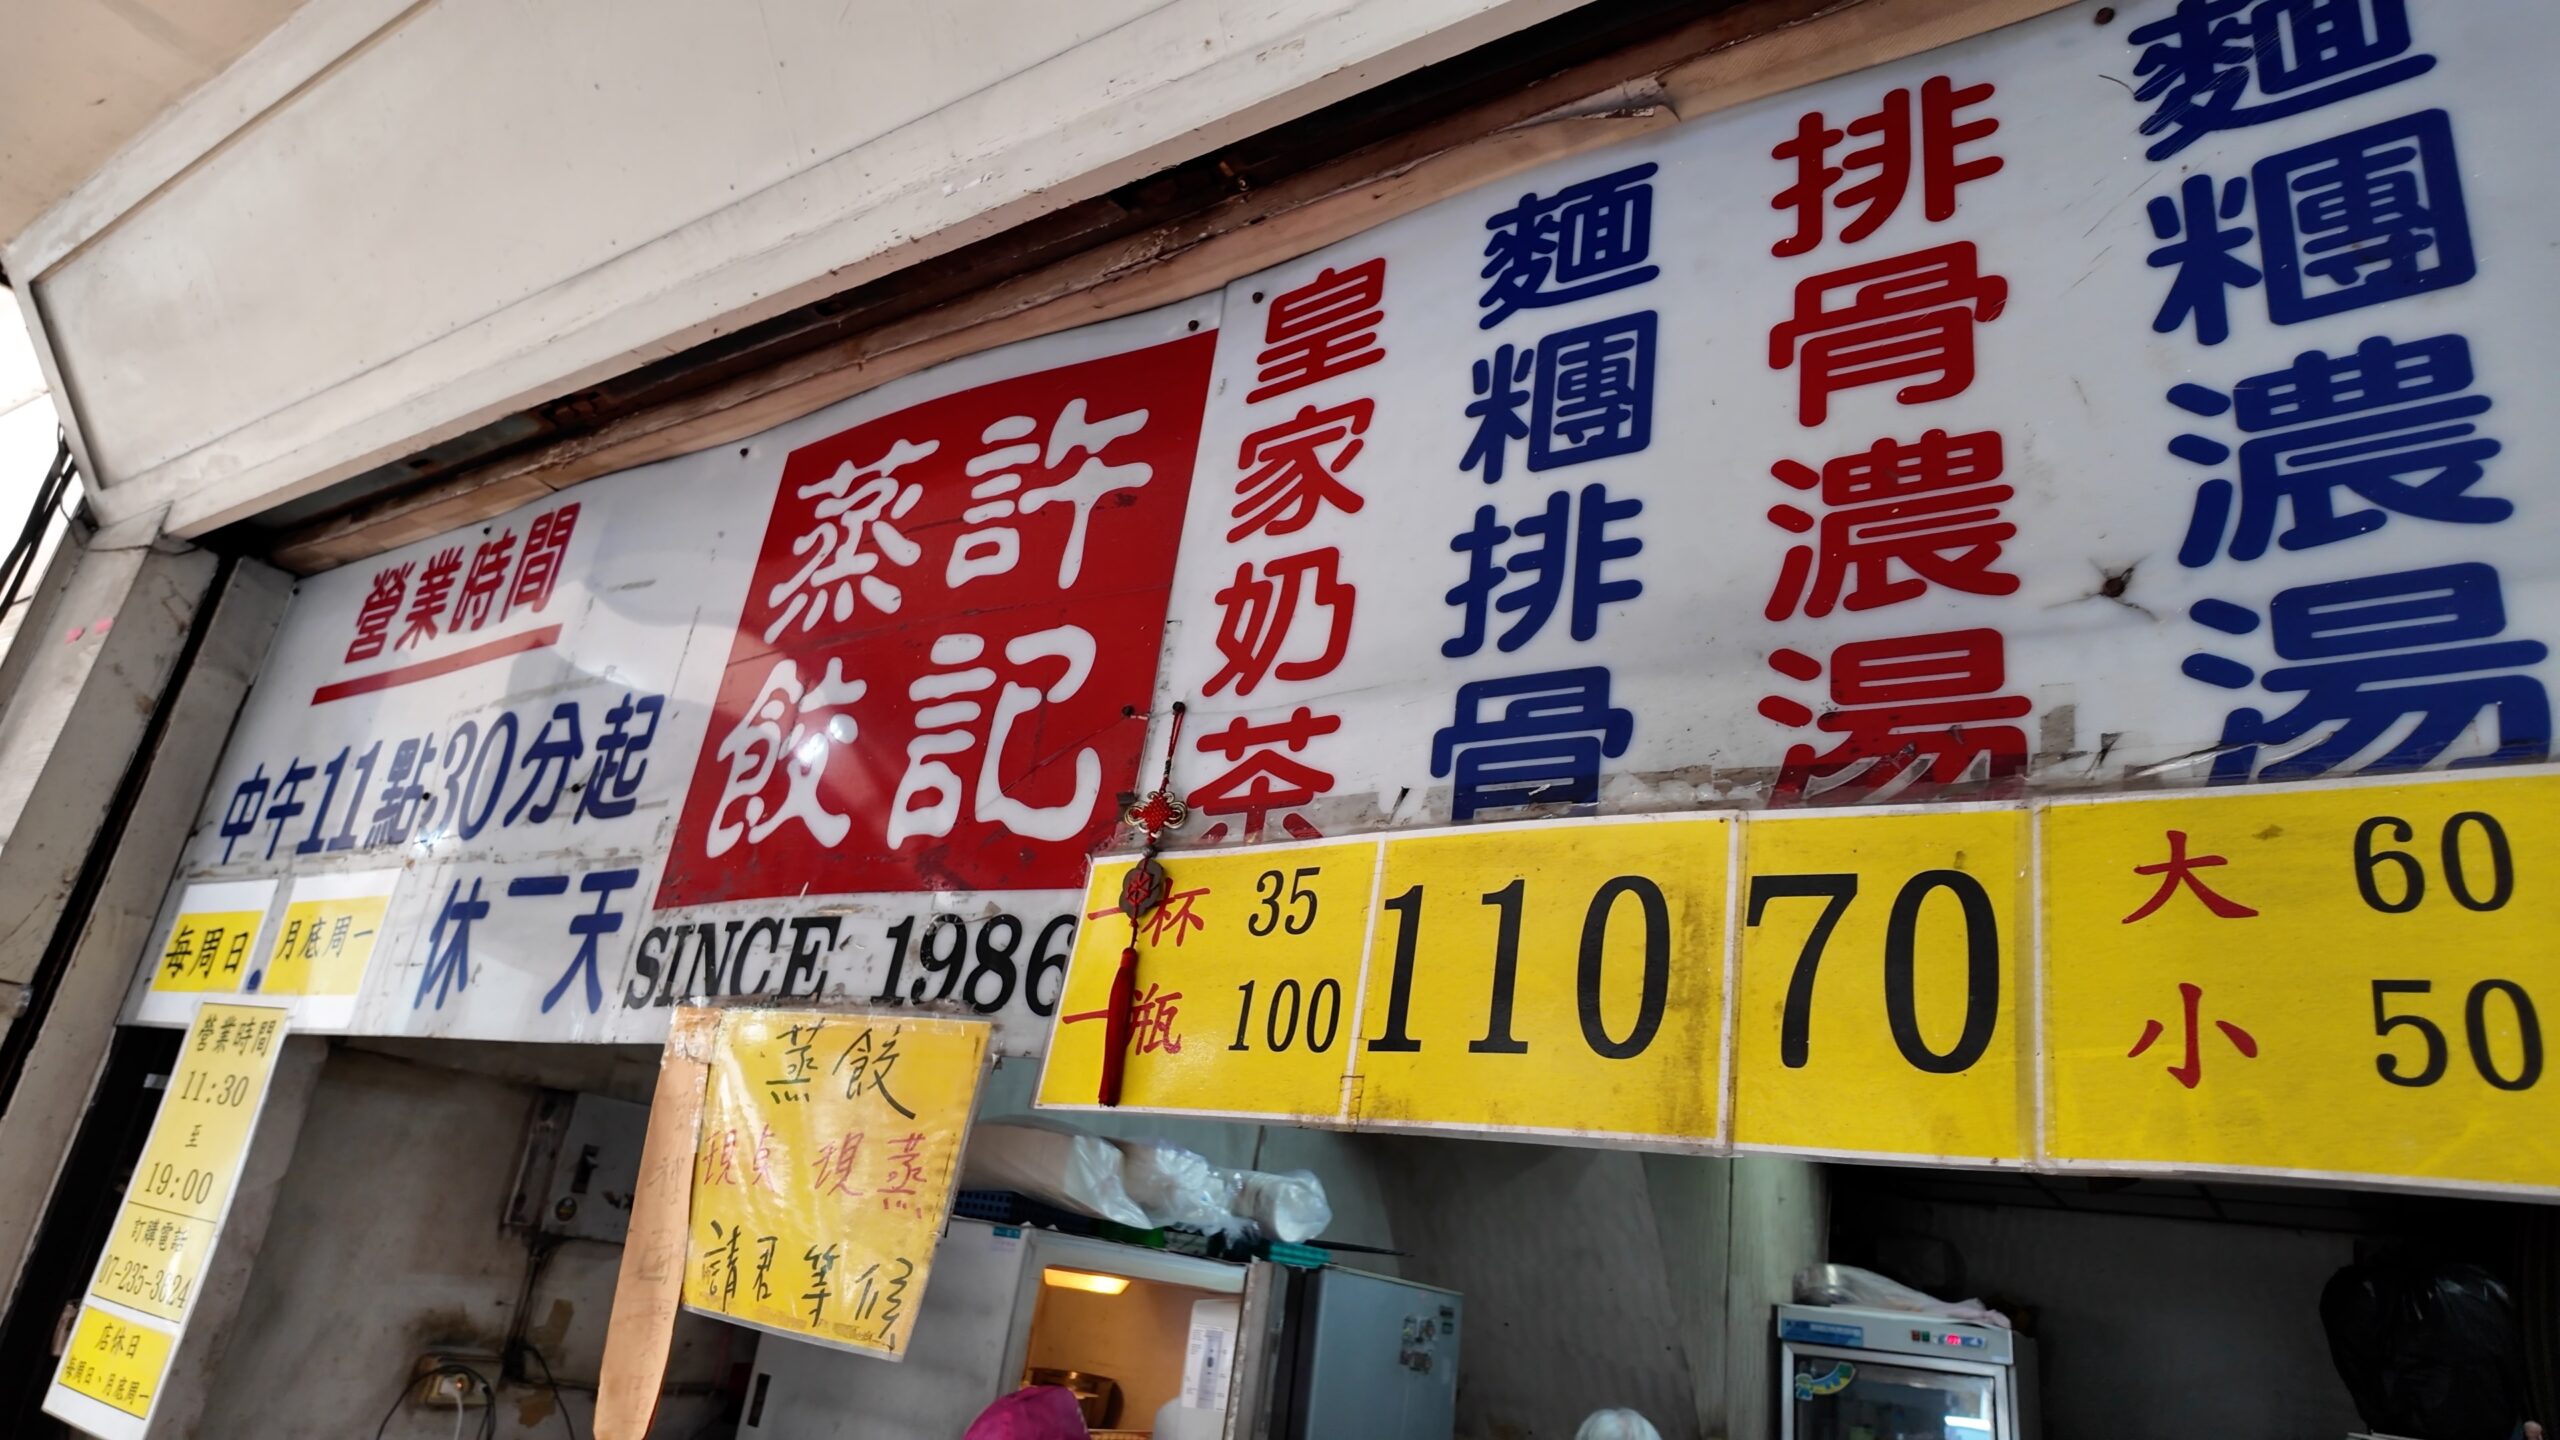 營業時間
中午11點30分起
每周日
月底周一
休一天
營業時間
11:30
至
19:00
訂購電話
07-235-3824
店休日
每周日、月底周一
許記
蒸餃
SINCE 1986
蒸餃
現桌現蒸
請君等候
皇家奶茶
一杯 35
一瓶 100
麵糰排骨
110
排骨濃湯
70
麵糰濃湯
大 60
小 50